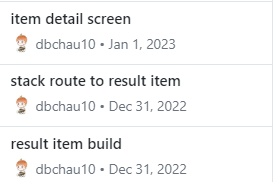 item detail screen
dbchau10 • Jan 1, 2023
stack route to result item
dbchau10 • Dec 31, 2022
result item build
dbchau10 • Dec 31, 2022